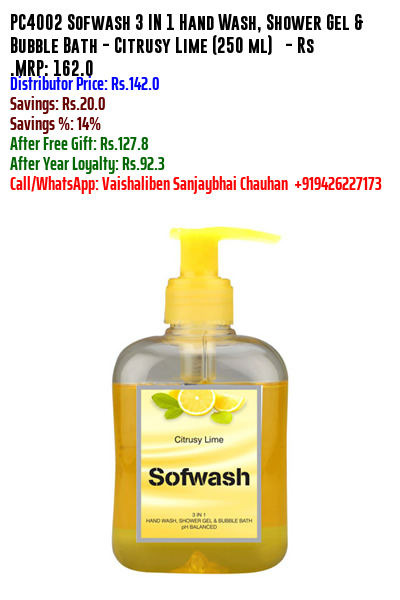 PC4002 Sofwash 3 IN 1 Hand Wash, Shower Gel &
Bubble Bath - Citrusy Lime (250 ml) - Rs
.MRP: 162.0
Distributor Price: Rs.142.0
Savings: Rs.20.0
Savings %: 14%
After Free Gift: Rs.127.8
After Year Loyalty: Rs.92.3
Call/WhatsApp: Vaishaliben Sanjaybhai Chauhan +919426227173
Citrusy Lime
Sofwash
3 IN 1
HAND WASH, SHOWER GEL & BUBBLE BATH
pH BALANCED